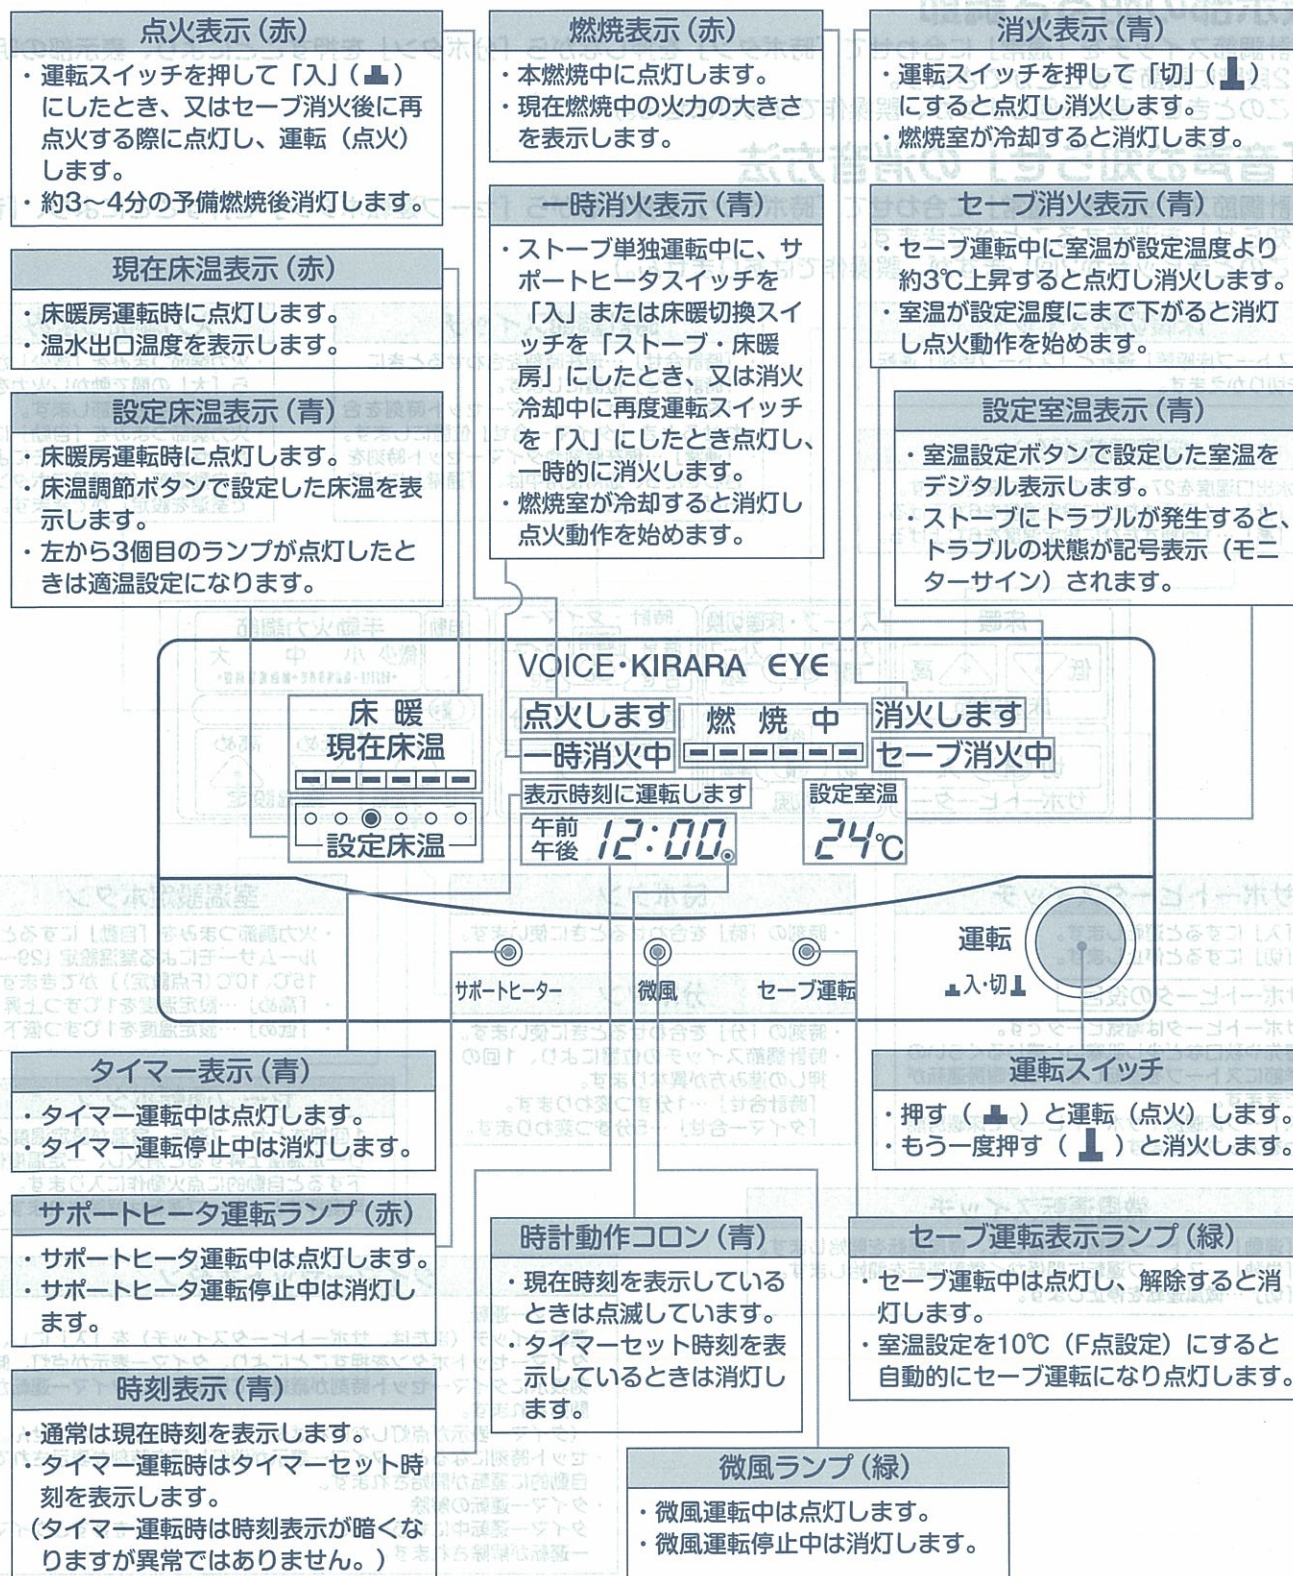 点火表示（赤）
・運転スイッチを押して「入」（ ）
にしたとき、又はセーブ消火後に再
点火する際に点灯し、運転（点火）
します。
・約3〜4分の予備燃焼後消灯します。
現在床温表示（赤）
・床暖房運転時に点灯します。
・温水出口温度を表示します。
設定床温表示（青）
・床暖房運転時に点灯します。
・床温調節ボタンで設定した床温を表
示します。
・左から3個目のランプが点灯したと
きは適温設定になります。
燃焼表示（赤）
・本燃焼中に点灯します。
・現在燃焼中の火力の大きさ
を表示します。
一時消火表示（青）
・ストーブ単独運転中に、サ
ポートヒータスイッチを
「入」または床暖切換スイ
ッチを「ストーブ・床暖
房」にしたとき、又は消火
冷却中に再度運転スイッチ
を「入」にしたとき点灯し、
一時的に消火します。
・燃焼室が冷却すると消灯し
点火動作を始めます。
消火表示（青）
・運転スイッチを押して「切」（ ）
にすると点灯し消火します。
・燃焼室が冷却すると消灯します。
セーブ消火表示（青）
・セーブ運転中に室温が設定温度より
約3℃上昇すると点灯し消火します。
・室温が設定温度にまで下がると消灯
し点火動作を始めます。
設定室温表示（青）
・室温設定ボタンで設定した室温を
デジタル表示します。
・ストーブにトラブルが発生すると、
トラブルの状態が記号表示（モニ
ターサイン）されます。
VOICE・KIRARA EYE
床暖
現在床温
設定床温
点火します
一時消火中
燃焼中
消火します
セーブ消火中
表示時刻に運転します
午前
午後
12:00
設定室温
24℃
サポートヒーター
微風
セーブ運転
運転
入・切
タイマー表示（青）
・タイマー運転中は点灯します。
・タイマー運転停止中は消灯します。
サポートヒータ運転ランプ（赤）
・サポートヒータ運転中は点灯します。
・サポートヒータ運転停止中は消灯し
ます。
時刻表示（青）
・通常は現在時刻を表示します。
・タイマー運転時はタイマーセット時
刻を表示します。
（タイマー運転時は時刻表示が暗くな
りますが異常ではありません。）
時計動作コロン（青）
・現在時刻を表示している
ときは点滅しています。
・タイマーセット時刻を表
示しているときは消灯し
ます。
微風ランプ（緑）
・微風運転中は点灯します。
・微風運転停止中は消灯します。
運転スイッチ
・押す（ ）と運転（点火）します。
・もう一度押す（ ）と消火します。
セーブ運転表示ランプ（緑）
・セーブ運転中は点灯し、解除すると消
灯します。
・室温設定を10℃（F点設定）にすると
自動的にセーブ運転になり点灯します。